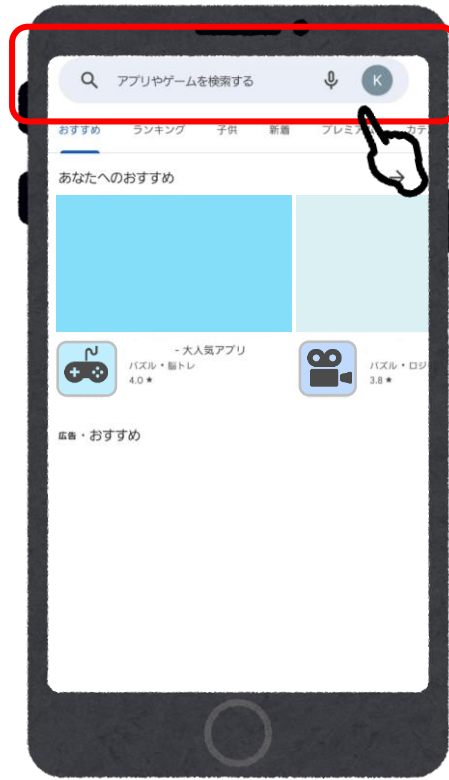 アプリやゲームを検索する K
おすすめ ランキング 子供 新着 プレミ カテ
あなたへのおすすめ
- 大人気アプリ
パズル・脳トレ
4.0 ★
パズル・ロジ
3.8 ★
広告・おすすめ